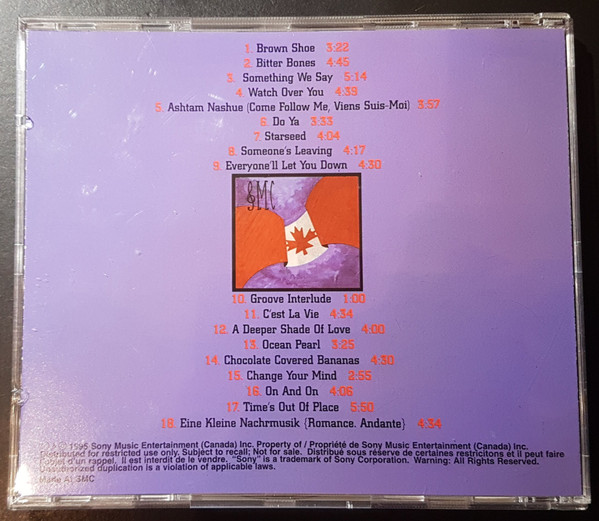 1. Brown Shoe 3:22
2. Bitter Bones 4:45
3. Something We Say 5:14
4. Watch Over You 4:39
5. Ashtam Nashue (Come Follow Me, Viens Suis-Moi) 3:57
6. Do Ya 3:33
7. Starseed 4:04
8. Someone's Leaving 4:17
9. Everyone'll Let You Down 4:30
SMC
10. Groove Interlude 1:00
11. C'est La Vie 4:34
12. A Deeper Shade Of Love 4:00
13. Ocean Pearl 3:25
14. Chocolate Covered Bananas 4:30
15. Change Your Mind 2:55
16. On And On 4:06
17. Time's Out Of Place 5:50
18. Eine Kleine Nachrmusik {Romance. Andante} 4:34
© 1995 Sony Music Entertainment (Canada) Inc. Property of / Propriété de Sony Music Entertainment (Canada) Inc.
Distributed for restricted use only. Subject to recall; Not for sale. Distribué sous réserve de certaines restricitons et il peut faire
l'objet d'un rappel. Il est interdit de le vendre. "Sony" is a trademark of Sony Corporation. Warning: All Rights Reserved.
Unauthorized duplication is a violation of applicable laws.
Made At SMC